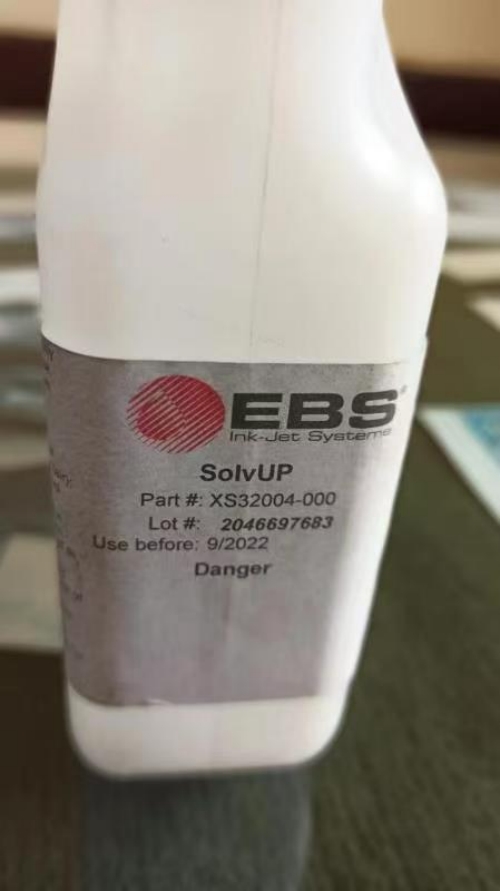 EBS®
Ink-Jet Systems
SolvUP
Part #: XS32004-000
Lot #: 2046697683
Use before: 9/2022
Danger